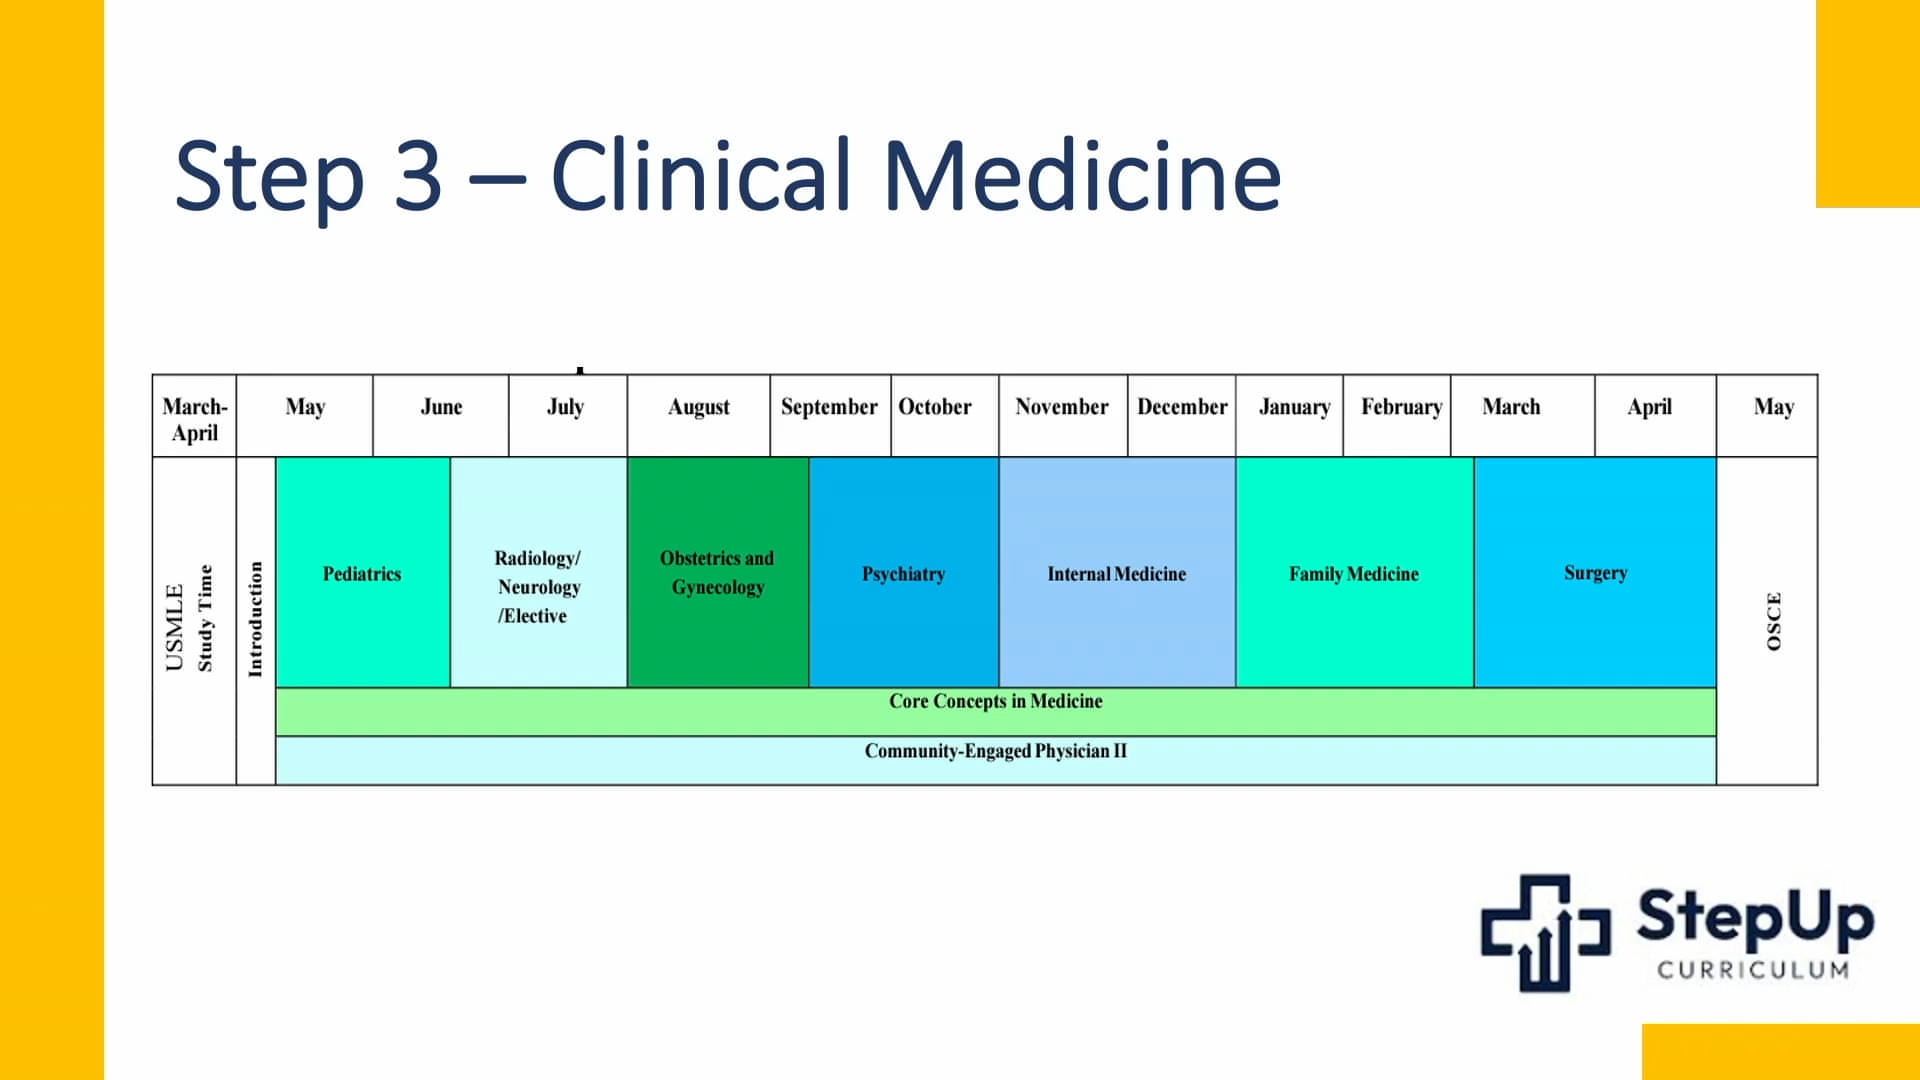 Step 3 – Clinical Medicine
March-
April
May
June
July
August
September
October
November
December
January
February
March
April
May
USMLE
Study Time
Introduction
Pediatrics
Radiology/
Neurology
/Elective
Obstetrics and
Gynecology
Psychiatry
Internal Medicine
Family Medicine
Surgery
OSCE
Core Concepts in Medicine
Community-Engaged Physician II
StepUp
CURRICULUM